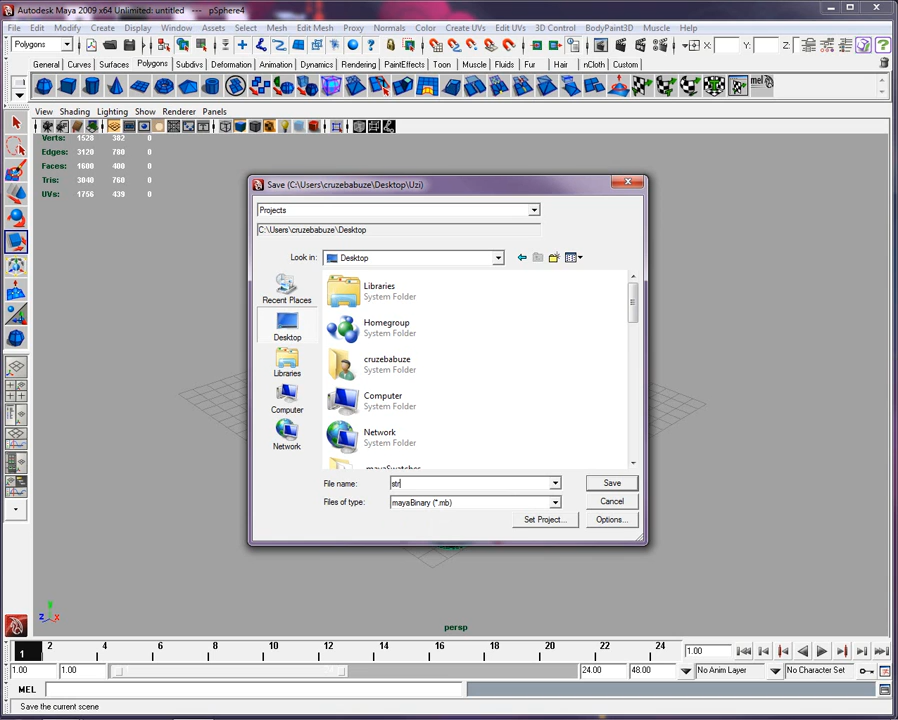 Autodesk Maya 2009 x64 Unlimited: untitled --- pSphere4
File Edit Modify Create Display Window Assets Select Mesh Edit Mesh Proxy Normals Color Create UVs Edit UVs 3D Control BodyPaint3D Muscle Help
Polygons X: Y: Z:
General Curves Surfaces Polygons Subdivs Deformation Animation Dynamics Rendering PaintEffects Toon Muscle Fluids Fur Hair nCloth Custom
mel
View Shading Lighting Show Renderer Panels
Verts: 1528 382 0
Edges: 3120 780 0
Faces: 1600 400 0
Tris: 3040 760 0
UVs: 1756 439 0
Save (C:\Users\cruzebabuze\Desktop\Uzi)
Projects
C:\Users\cruzebabuze\Desktop
Look in: Desktop
Recent Places
Desktop
Libraries
Computer
Network
Libraries
System Folder
Homegroup
System Folder
cruzebabuze
System Folder
Computer
System Folder
Network
System Folder
mayaSwatches
File name: str
Save
Files of type: mayaBinary (*.mb)
Cancel
Set Project...
Options...
persp
Y
Z X
1 2 4 6 8 10 12 14 16 18 20 22 24 1.00
1.00 1.00 24.00 48.00 No Anim Layer No Character Set
MEL
Save the current scene